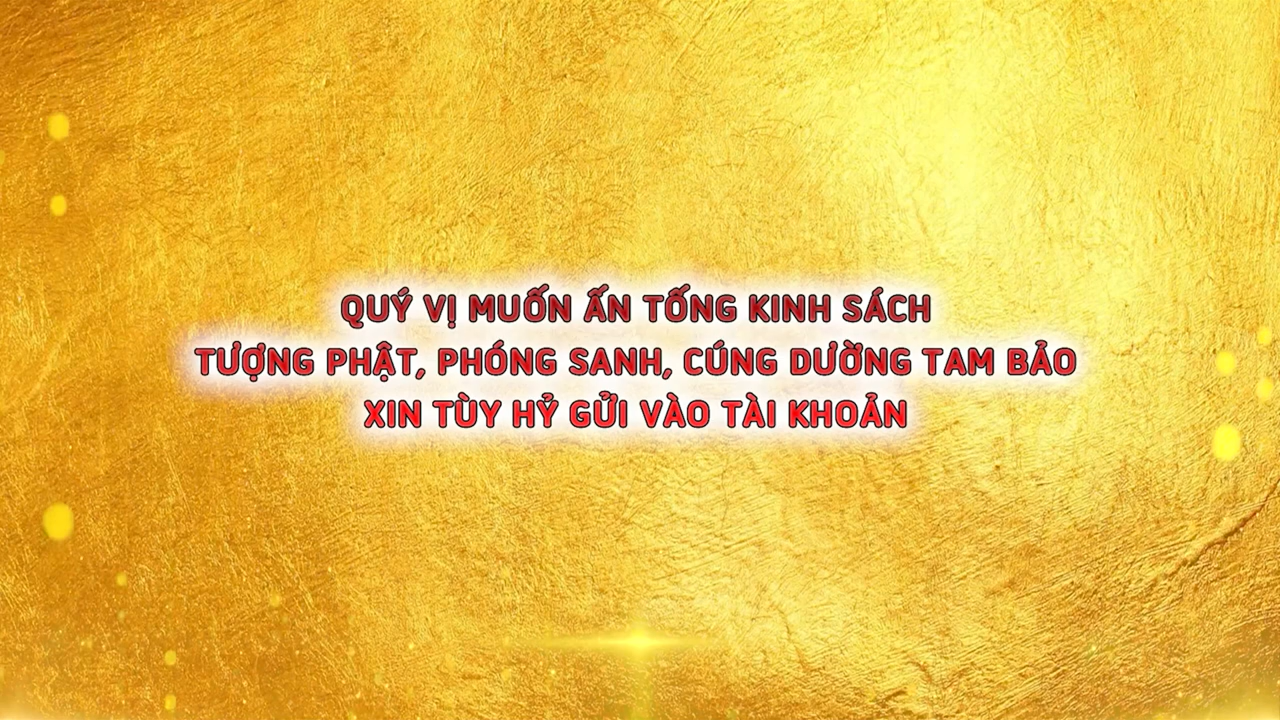 QUÝ VỊ MUỐN ẤN TỐNG KINH SÁCH
TƯỢNG PHẬT, PHÓNG SANH, CÚNG DƯỜNG TAM BẢO
XIN TÙY HỶ GỬI VÀO TÀI KHOẢN